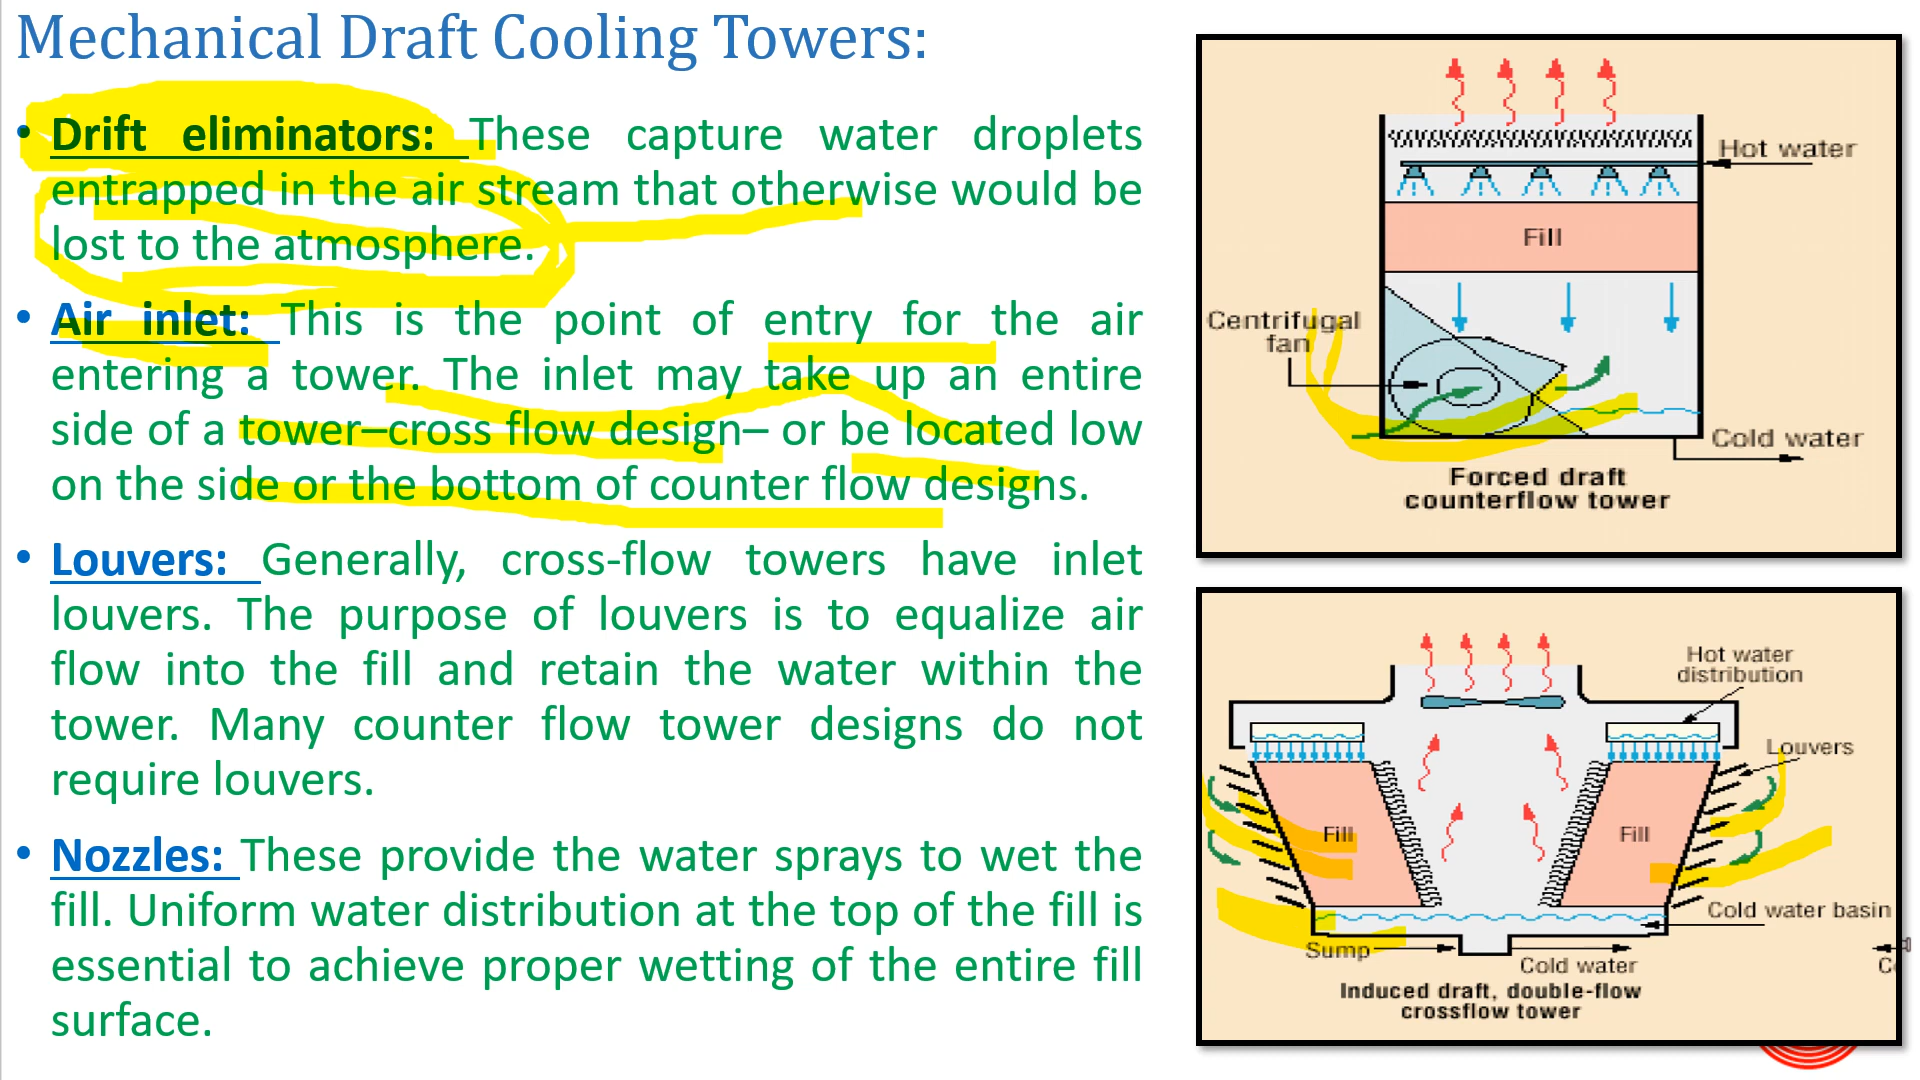 Mechanical Draft Cooling Towers:
• Drift eliminators: These capture water droplets
entrapped in the air stream that otherwise would be
lost to the atmosphere.
• Air inlet: This is the point of entry for the air
entering a tower. The inlet may take up an entire
side of a tower–cross flow design– or be located low
on the side or the bottom of counter flow designs.
• Louvers: Generally, cross-flow towers have inlet
louvers. The purpose of louvers is to equalize air
flow into the fill and retain the water within the
tower. Many counter flow tower designs do not
require louvers.
• Nozzles: These provide the water sprays to wet the
fill. Uniform water distribution at the top of the fill is
essential to achieve proper wetting of the entire fill
surface.
Hot water
Fill
Centrifugal
fan
Cold water
Forced draft
counterflow tower
Hot water
distribution
Louvers
Fill
Fill
Cold water basin
Sump
Cold water
Induced draft, double-flow
crossflow tower